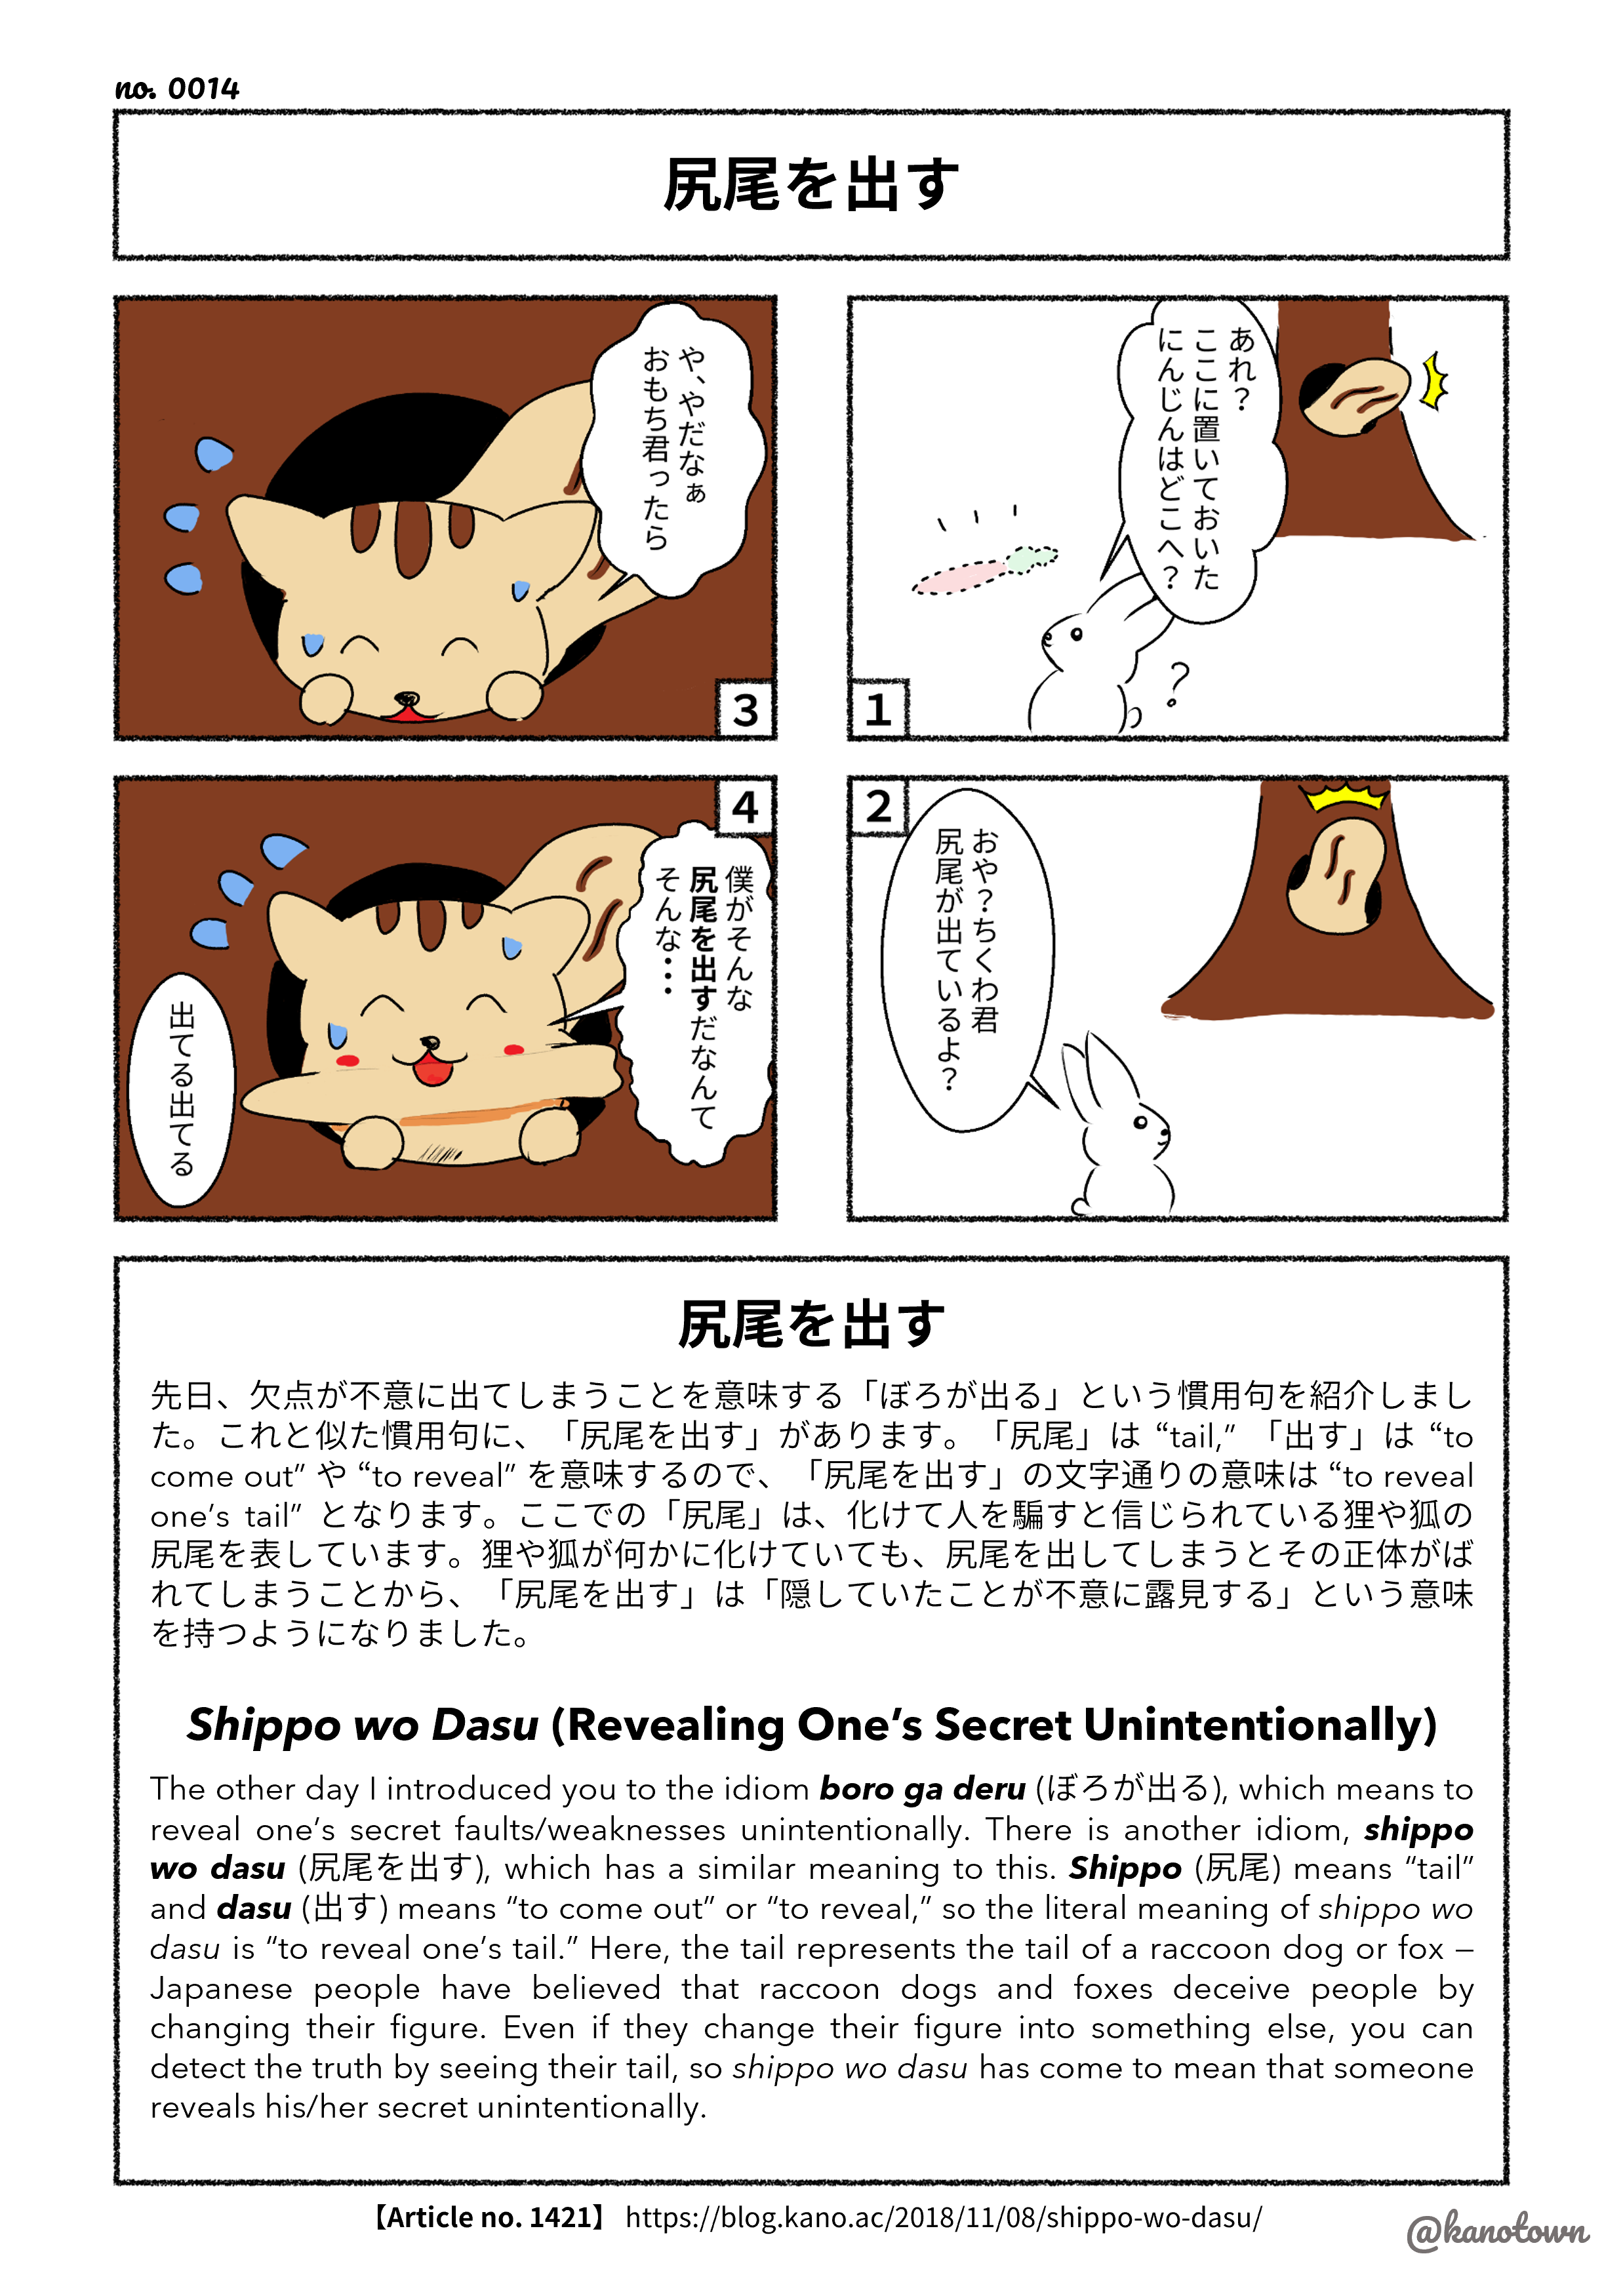 no. 0014
尻尾を出す
あれ？
ここに置いておいた
にんじんはどこへ？
?
1
おや？ちくわ君
尻尾が出ているよ？
2
や、やだなぁ
おもち君ったら
3
僕がそんな
尻尾を出すだなんて
そんな…
出てる出てる
4
尻尾を出す
先日、欠点が不意に出てしまうことを意味する「ぼろが出る」という慣用句を紹介しまし
た。これと似た慣用句に、「尻尾を出す」があります。「尻尾」は “tail,” 「出す」は “to
come out” や “to reveal” を意味するので、「尻尾を出す」の文字通りの意味は “to reveal
one’s tail” となります。ここでの「尻尾」は、化けて人を騙すと信じられている狸や狐の
尻尾を表しています。狸や狐が何かに化けていても、尻尾を出してしまうとその正体がば
れてしまうことから、「尻尾を出す」は「隠していたことが不意に露見する」という意味
を持つようになりました。
Shippo wo Dasu (Revealing One’s Secret Unintentionally)
The other day I introduced you to the idiom boro ga deru (ぼろが出る), which means to
reveal one’s secret faults/weaknesses unintentionally. There is another idiom, shippo
wo dasu (尻尾を出す), which has a similar meaning to this. Shippo (尻尾) means “tail”
and dasu (出す) means “to come out” or “to reveal,” so the literal meaning of shippo wo
dasu is “to reveal one’s tail.” Here, the tail represents the tail of a raccoon dog or fox –
Japanese people have believed that raccoon dogs and foxes deceive people by
changing their figure. Even if they change their figure into something else, you can
detect the truth by seeing their tail, so shippo wo dasu has come to mean that someone
reveals his/her secret unintentionally.
【Article no. 1421】 https://blog.kano.ac/2018/11/08/shippo-wo-dasu/
@kanotown